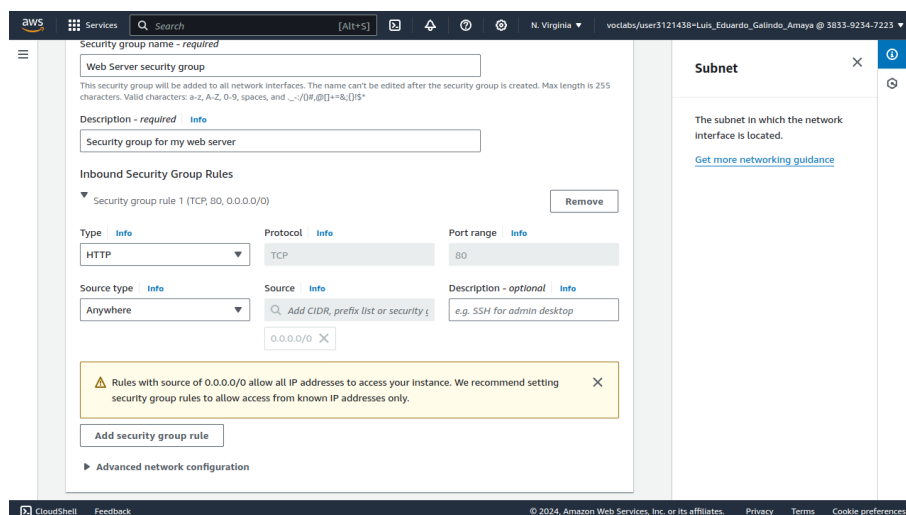 aws Services Search [Alt+S] N. Virginia voclabs/user3121438=Luis_Eduardo_Galindo_Amaya @ 3833-9234-7223
Security group name - required
Web Server security group
This security group will be added to all network interfaces. The name can't be edited after the security group is created. Max length is 255
characters. Valid characters: a-z, A-Z, 0-9, spaces, and ._-:/()#,@[]+=&;{}!$*
Description - required Info
Security group for my web server
Inbound Security Group Rules
Security group rule 1 (TCP, 80, 0.0.0.0/0)
Remove
Type Info Protocol Info Port range Info
HTTP TCP 80
Source type Info Source Info Description - optional Info
Anywhere Add CIDR, prefix list or security g e.g. SSH for admin desktop
0.0.0.0/0
Rules with source of 0.0.0.0/0 allow all IP addresses to access your instance. We recommend setting
security group rules to allow access from known IP addresses only.
Add security group rule
Advanced network configuration
Subnet
The subnet in which the network
interface is located.
Get more networking guidance
CloudShell Feedback © 2024, Amazon Web Services, Inc. or its affiliates. Privacy Terms Cookie preferences